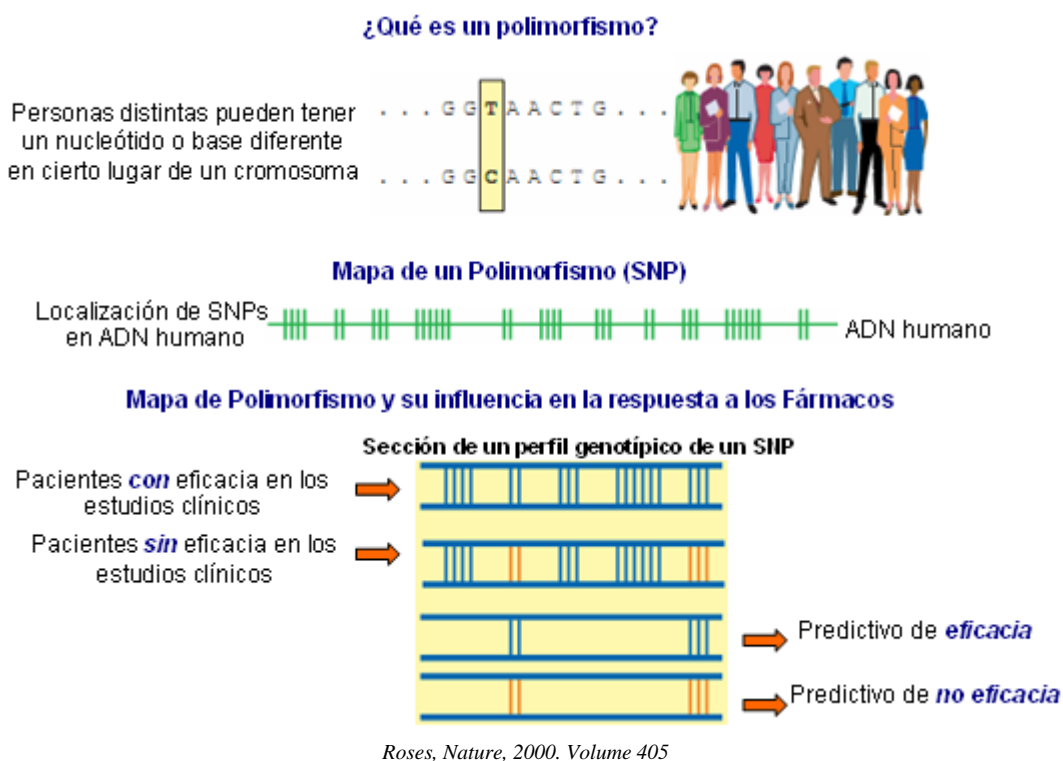 ¿Qué es un polimorfismo?
Personas distintas pueden tener
un nucleótido o base diferente
en cierto lugar de un cromosoma
. . . G G T A A C T G . . .
. . . G G C A A C T G . . .
Mapa de un Polimorfismo (SNP)
Localización de SNPs
en ADN humano
ADN humano
Mapa de Polimorfismo y su influencia en la respuesta a los Fármacos
Sección de un perfil genotípico de un SNP
Pacientes con eficacia en los
estudios clínicos
Pacientes sin eficacia en los
estudios clínicos
Predictivo de eficacia
Predictivo de no eficacia
Roses, Nature, 2000. Volume 405